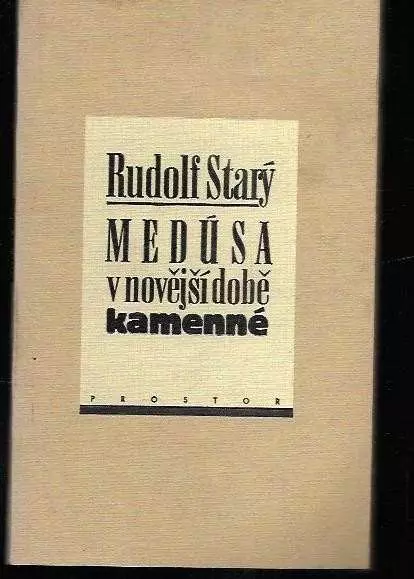 Rudolf Starý
MEDÚSA
v novější době
kamenné
PROSTOR